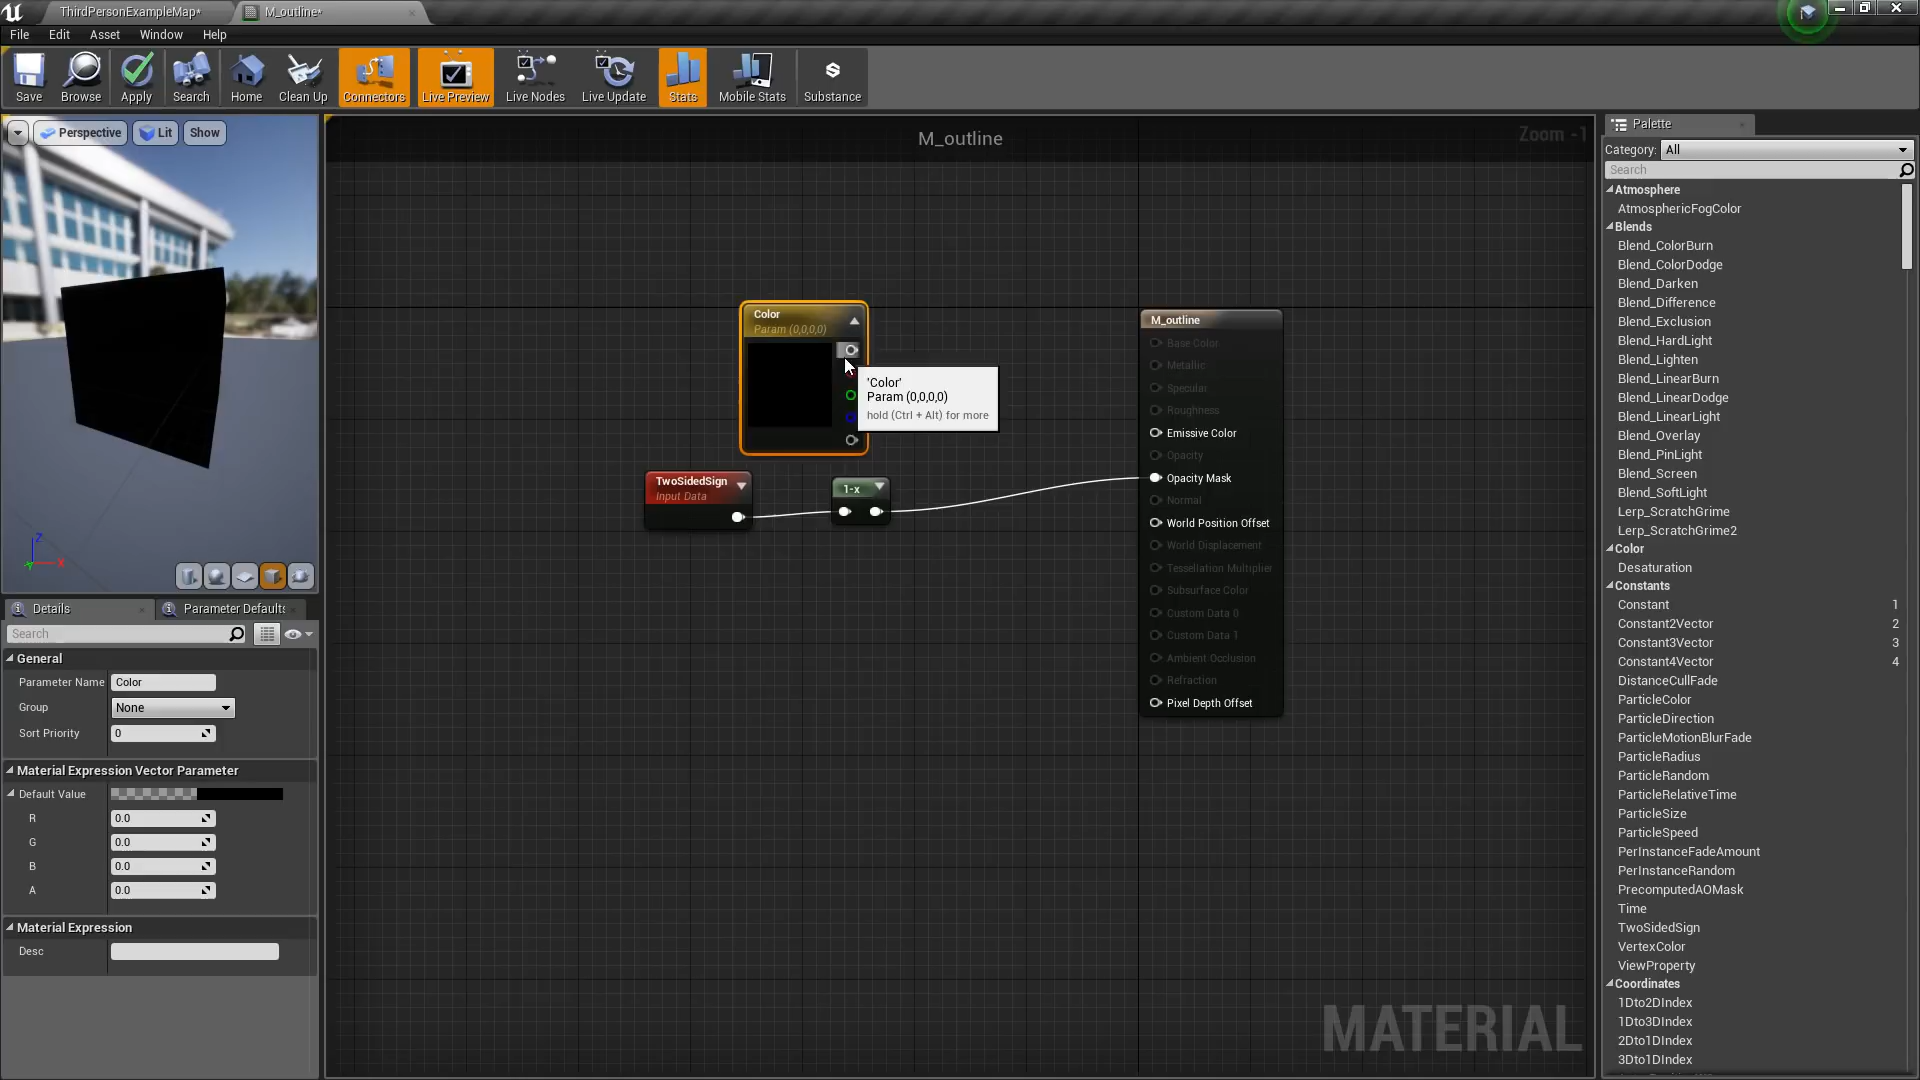 ThirdPersonExampleMap*
M_outline*
File
Edit
Asset
Window
Help
Save
Browse
Apply
Search
Home
Clean Up
Connectors
Live Preview
Live Nodes
Live Update
Stats
Mobile Stats
Substance
Perspective
Lit
Show
M_outline
Zoom -1
Color
Param (0,0,0,0)
'Color'
Param (0,0,0,0)
hold (Ctrl + Alt) for more
TwoSidedSign
Input Data
1-x
M_outline
Base Color
Metallic
Specular
Roughness
Emissive Color
Opacity
Opacity Mask
Normal
World Position Offset
World Displacement
Tessellation Multiplier
Subsurface Color
Custom Data 0
Custom Data 1
Ambient Occlusion
Refraction
Pixel Depth Offset
MATERIAL
Z
X
Details
Parameter Defaults
Search
General
Parameter Name
Color
Group
None
Sort Priority
0
Material Expression Vector Parameter
Default Value
R
0.0
G
0.0
B
0.0
A
0.0
Material Expression
Desc
Palette
Category:
All
Search
Atmosphere
AtmosphericFogColor
Blends
Blend_ColorBurn
Blend_ColorDodge
Blend_Darken
Blend_Difference
Blend_Exclusion
Blend_HardLight
Blend_Lighten
Blend_LinearBurn
Blend_LinearDodge
Blend_LinearLight
Blend_Overlay
Blend_PinLight
Blend_Screen
Blend_SoftLight
Lerp_ScratchGrime
Lerp_ScratchGrime2
Color
Desaturation
Constants
Constant 1
Constant2Vector 2
Constant3Vector 3
Constant4Vector 4
DistanceCullFade
ParticleColor
ParticleDirection
ParticleMotionBlurFade
ParticleRadius
ParticleRandom
ParticleRelativeTime
ParticleSize
ParticleSpeed
PerInstanceFadeAmount
PerInstanceRandom
PrecomputedAOMask
Time
TwoSidedSign
VertexColor
ViewProperty
Coordinates
1Dto2DIndex
1Dto3DIndex
2Dto1DIndex
3Dto1DIndex